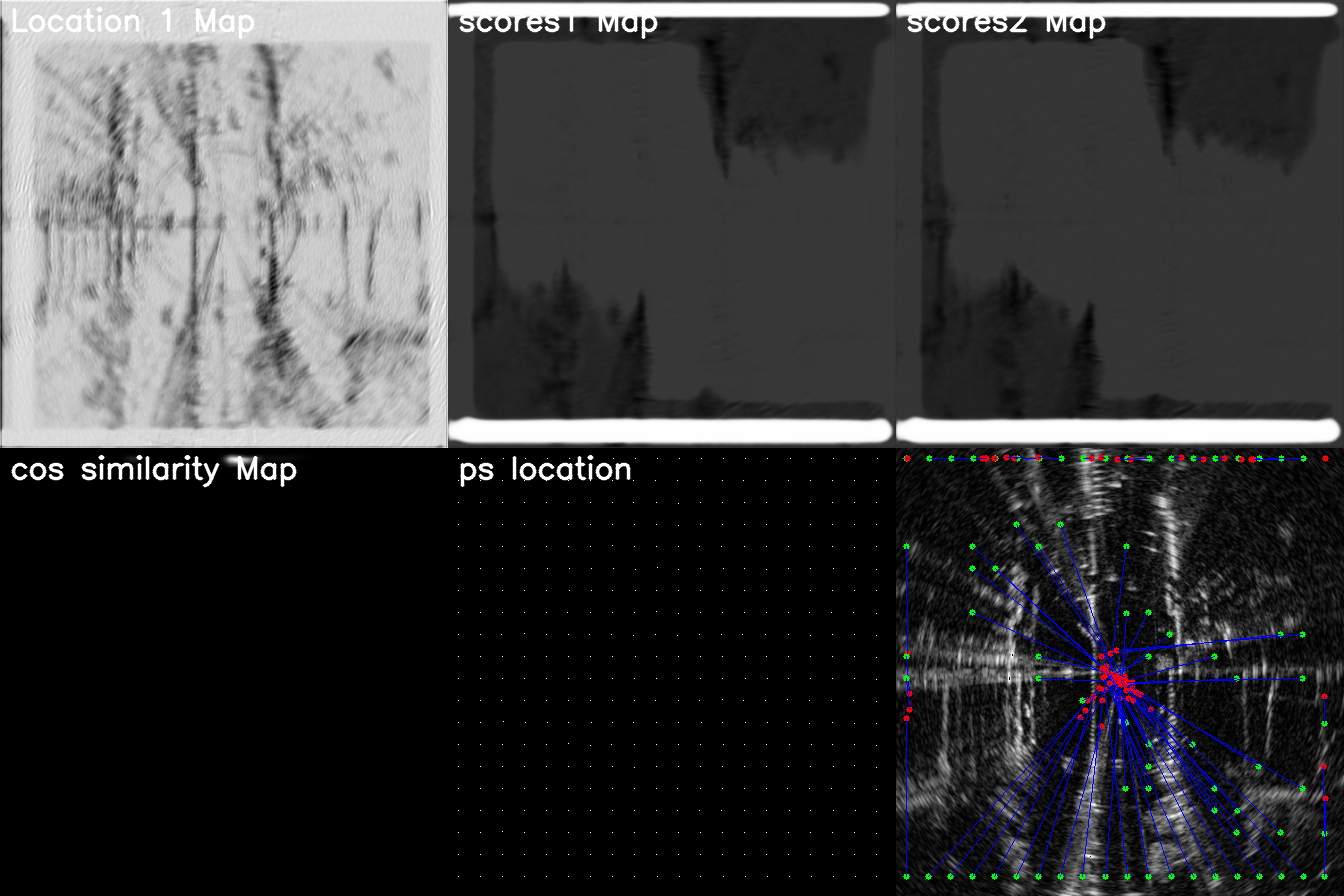 Location 1 Map
scores1 Map
scores2 Map
cos similarity Map
ps location